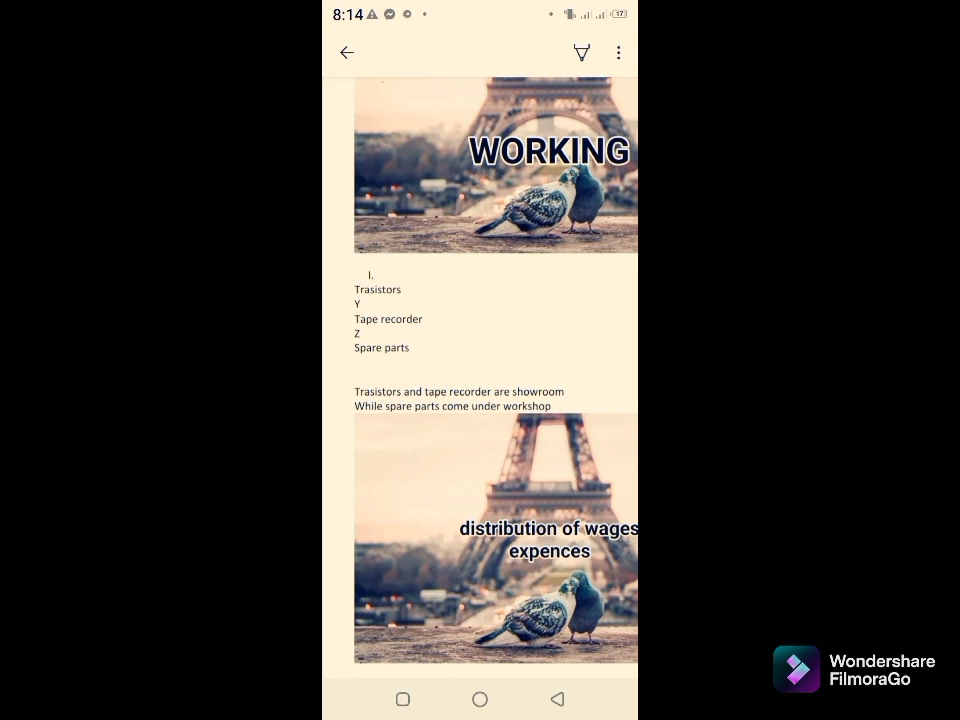 8:14
17
WORKING
I.
Trasistors
Y
Tape recorder
Z
Spare parts
Trasistors and tape recorder are showroom
While spare parts come under workshop
distribution of wages
expences
Wondershare
FilmoraGo